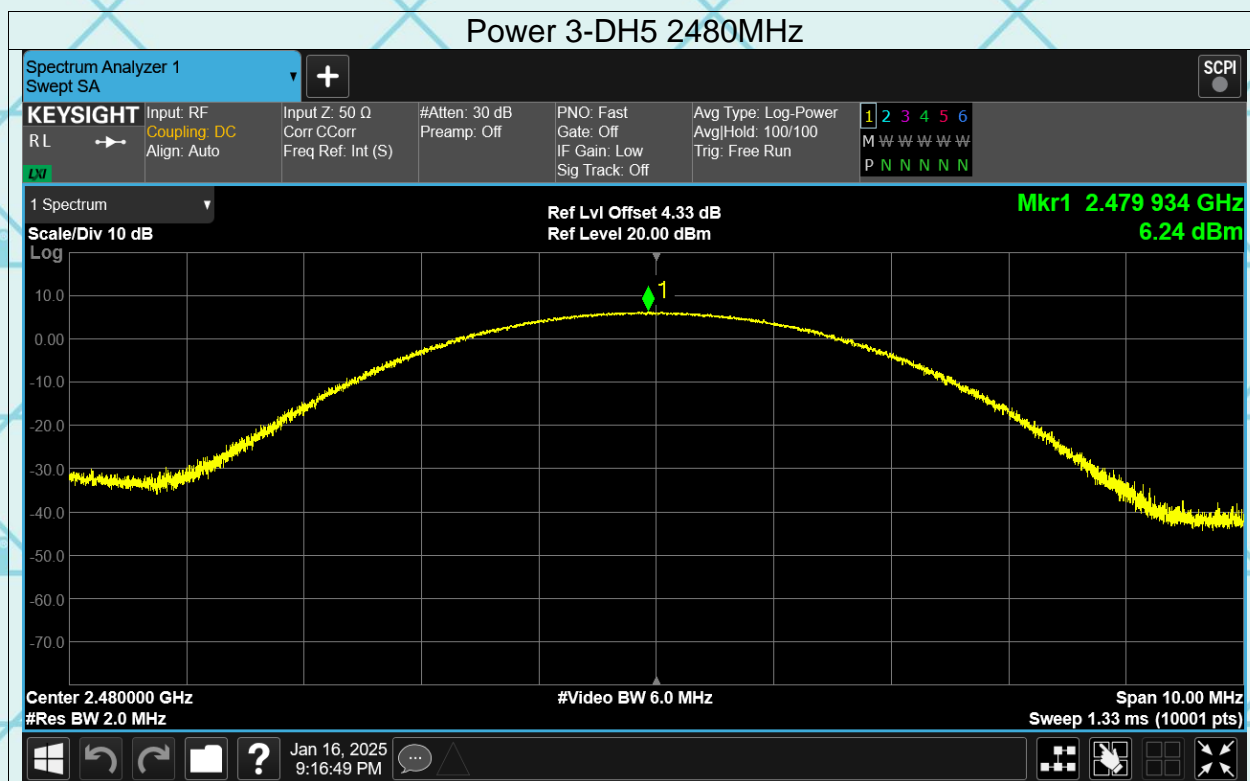 Power 3-DH5 2480MHz
Spectrum Analyzer 1
Swept SA
+
SCPI
KEYSIGHT
RL
LXI
Input: RF
Coupling: DC
Align: Auto
Input Z: 50 Ω
Corr CCorr
Freq Ref: Int (S)
#Atten: 30 dB
Preamp: Off
PNO: Fast
Gate: Off
IF Gain: Low
Sig Track: Off
Avg Type: Log-Power
Avg|Hold: 100/100
Trig: Free Run
1 2 3 4 5 6
M W W W W W
P N N N N N
1 Spectrum
Scale/Div 10 dB
Ref Lvl Offset 4.33 dB
Ref Level 20.00 dBm
Mkr1 2.479 934 GHz
6.24 dBm
Log
1
10.0
0.00
-10.0
-20.0
-30.0
-40.0
-50.0
-60.0
-70.0
Center 2.480000 GHz
#Res BW 2.0 MHz
#Video BW 6.0 MHz
Span 10.00 MHz
Sweep 1.33 ms (10001 pts)
?
Jan 16, 2025
9:16:49 PM